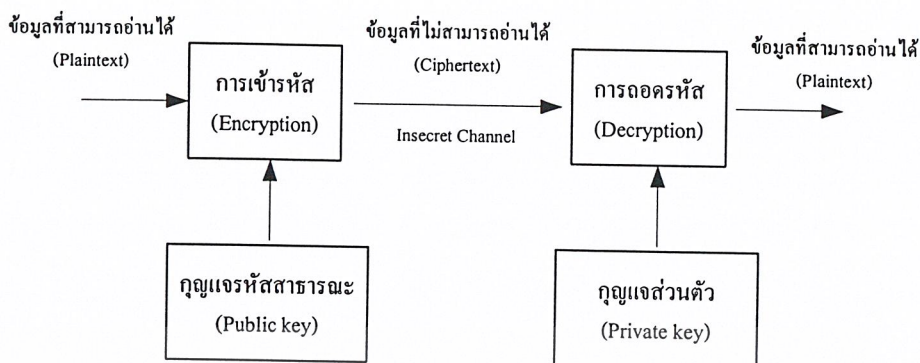 ข้อมูลที่สามารถอ่านได้
(Plaintext)
การเข้ารหัส
(Encryption)
ข้อมูลที่ไม่สามารถอ่านได้
(Ciphertext)
Insecret Channel
การถอดรหัส
(Decryption)
ข้อมูลที่สามารถอ่านได้
(Plaintext)
กุญแจรหัสสาธารณะ
(Public key)
กุญแจส่วนตัว
(Private key)